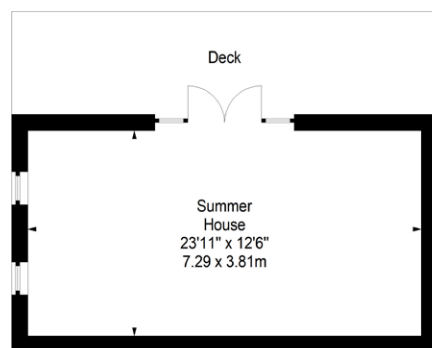 Deck
Summer
House
23'11" x 12'6"
7.29 x 3.81m